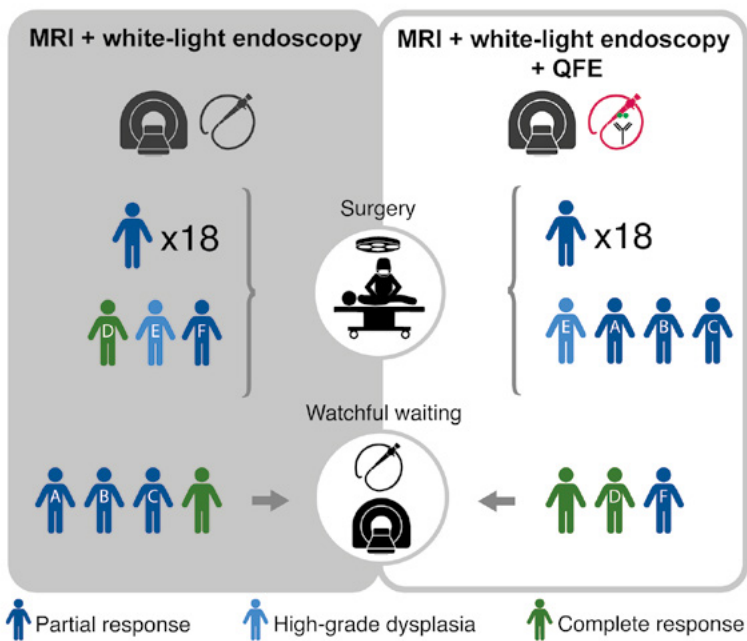 MRI + white-light endoscopy
MRI + white-light endoscopy
+ QFE
Surgery
x18
x18
D E F
E A B C
Watchful waiting
A B C
D F
Partial response
High-grade dysplasia
Complete response